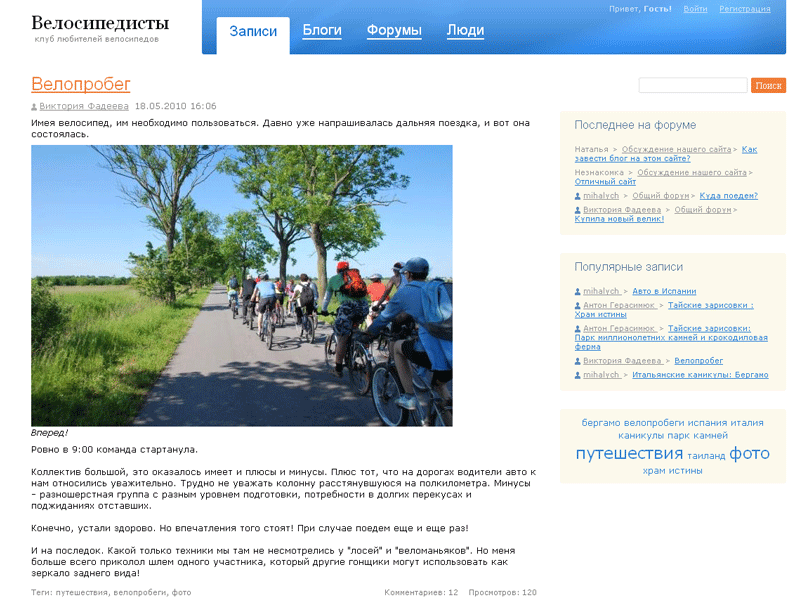 Велосипедисты
клуб любителей велосипедов
Записи Блоги Форумы Люди
Привет, Гость! Войти Регистрация
Велопробег
Виктория Фадеева 18.05.2010 16:06
Имея велосипед, им необходимо пользоваться. Давно уже напрашивалась дальняя поездка, и вот она
состоялась.
Вперед!
Ровно в 9:00 команда стартанула.
Коллектив большой, это оказалось имеет и плюсы и минусы. Плюс тот, что на дорогах водители авто к
нам относились уважительно. Трудно не уважать колонну расстянувшуюся на полкилометра. Минусы
- разношерстная группа с разным уровнем подготовки, потребности в долгих перекусах и
поджиданиях отставших.
Конечно, устали здорово. Но впечатления того стоят! При случае поедем еще и еще раз!
И на последок. Какой только техники мы там не несмотрелись у "лосей" и "веломаньяков". Но меня
больше всего приколол шлем одного участника, который другие гонщики могут использовать как
зеркало заднего вида!
Теги: путешествия, велопробеги, фото
Комментариев: 12 Просмотров: 120
Поиск
Последнее на форуме
Наталья > Обсуждение нашего сайта > Как
завести блог на этом сайте?
Незнакомка > Обсуждение нашего сайта >
Отличный сайт
mihalych > Общий форум > Куда поедем?
Виктория Фадеева > Общий форум >
Купила новый велик!
Популярные записи
mihalych > Авто в Испании
Антон Герасимюк > Тайские зарисовки :
Храм истины
Антон Герасимюк > Тайские зарисовки:
Парк миллионолетних камней и крокодиловая
ферма
Виктория Фадеева > Велопробег
mihalych > Итальянские каникулы: Бергамо
бергамо велопробеги испания италия
каникулы парк камней
путешествия таиланд фото
храм истины